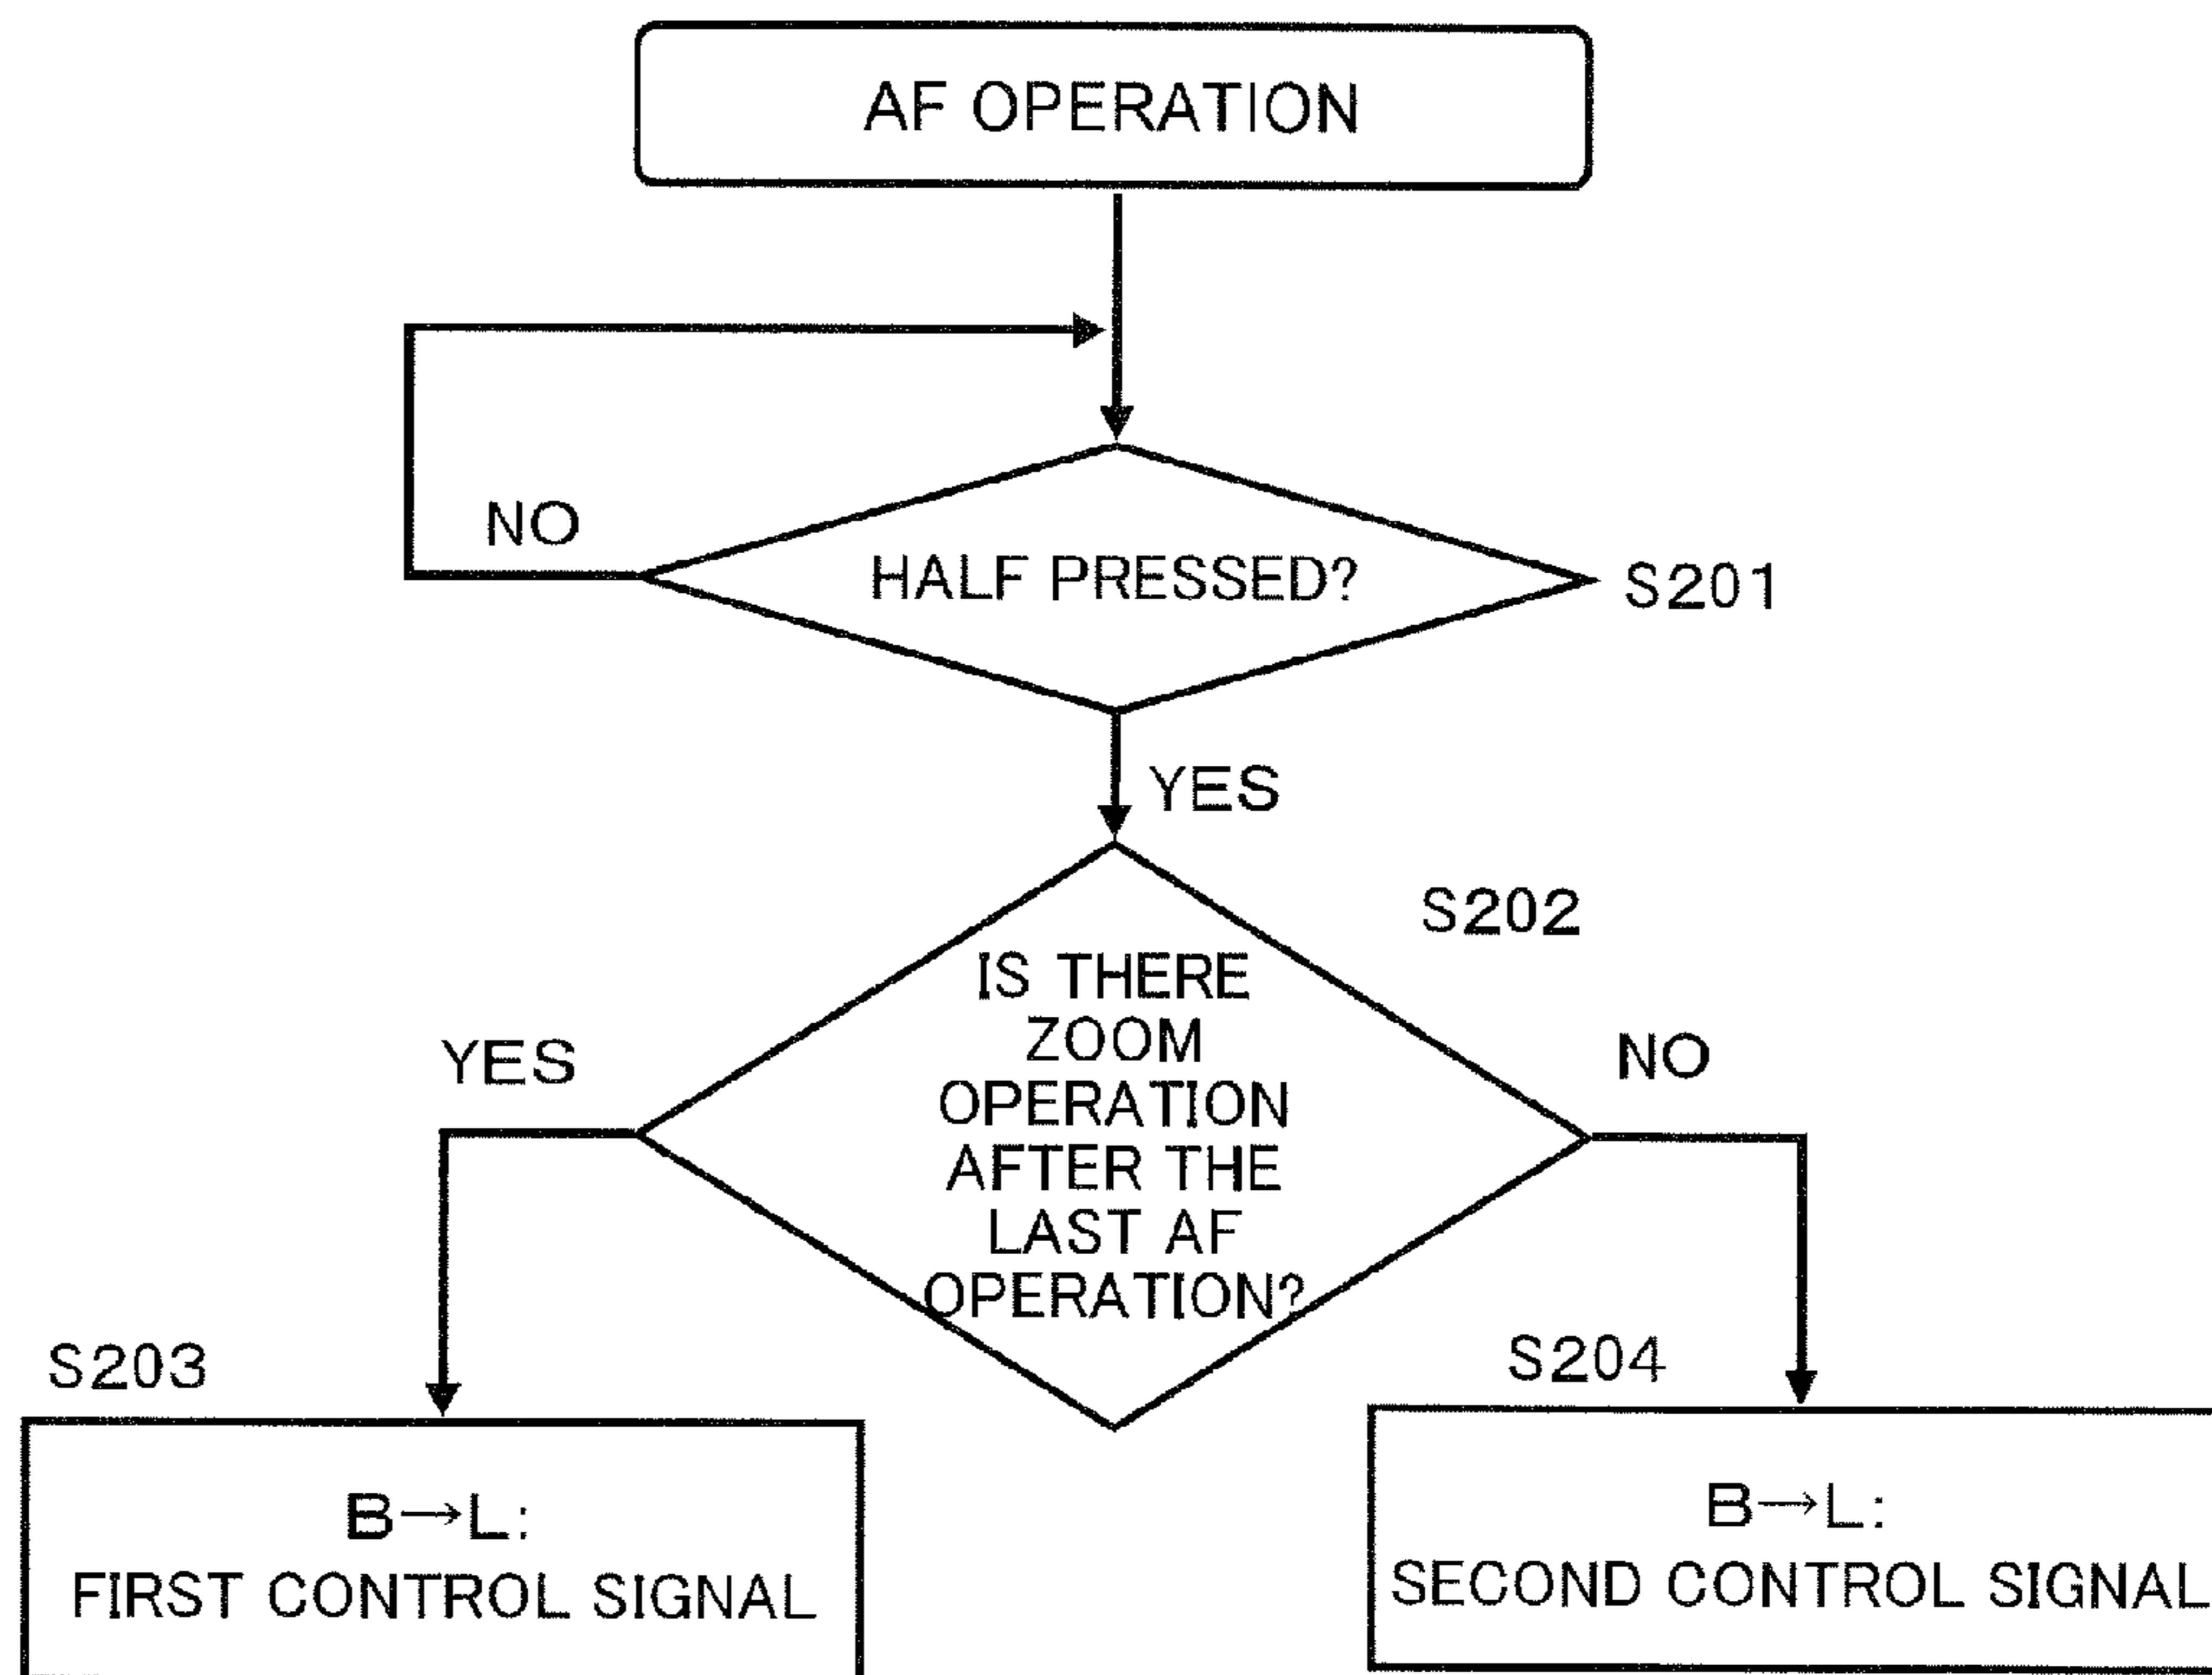 AF OPERATION
NO
HALF PRESSED?
S201
YES
S202
IS THERE
ZOOM
OPERATION
AFTER THE
LAST AF
OPERATION?
YES
NO
S203
S204
B→L:
FIRST CONTROL SIGNAL
B→L:
SECOND CONTROL SIGNAL